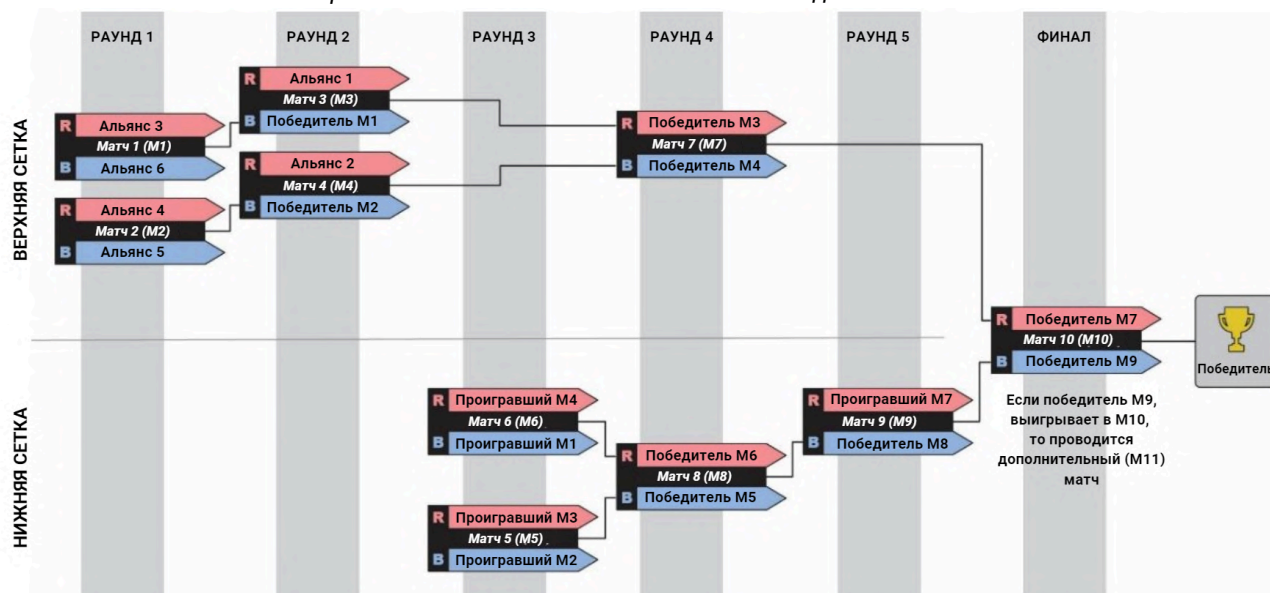 РАУНД 1
РАУНД 2
РАУНД 3
РАУНД 4
РАУНД 5
ФИНАЛ
ВЕРХНЯЯ СЕТКА
R Альянс 3
Матч 1 (М1)
B Альянс 6
R Альянс 4
Матч 2 (М2)
B Альянс 5
R Альянс 1
Матч 3 (М3)
B Победитель М1
R Альянс 2
Матч 4 (М4)
B Победитель М2
R Победитель М3
Матч 7 (М7)
B Победитель М4
НИЖНЯЯ СЕТКА
R Проигравший М4
Матч 6 (М6)
B Проигравший М1
R Проигравший М3
Матч 5 (М5)
B Проигравший М2
R Победитель М6
Матч 8 (М8)
B Победитель М5
R Проигравший М7
Матч 9 (М9)
B Победитель М8
R Победитель М7
Матч 10 (М10)
B Победитель М9
Если победитель М9,
выигрывает в М10,
то проводится
дополнительный (М11)
матч
Победитель